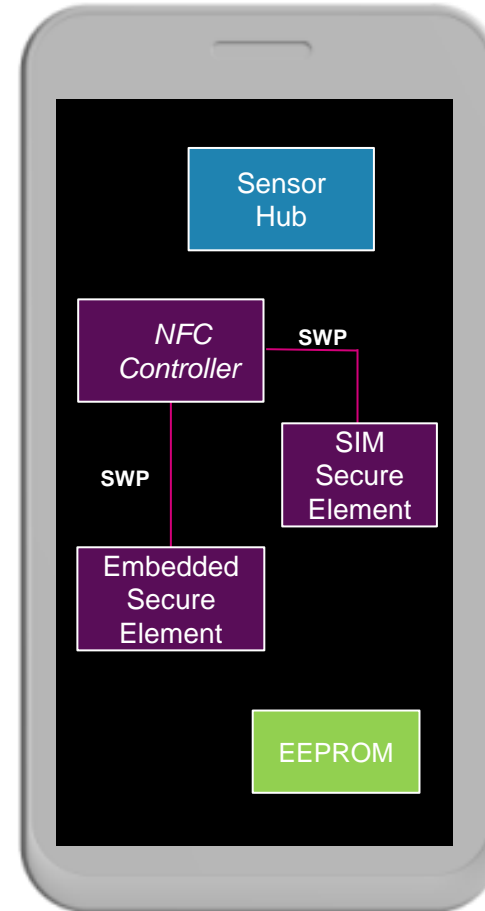 Sensor
Hub
NFC
Controller
SWP
SIM
Secure
Element
SWP
Embedded
Secure
Element
EEPROM